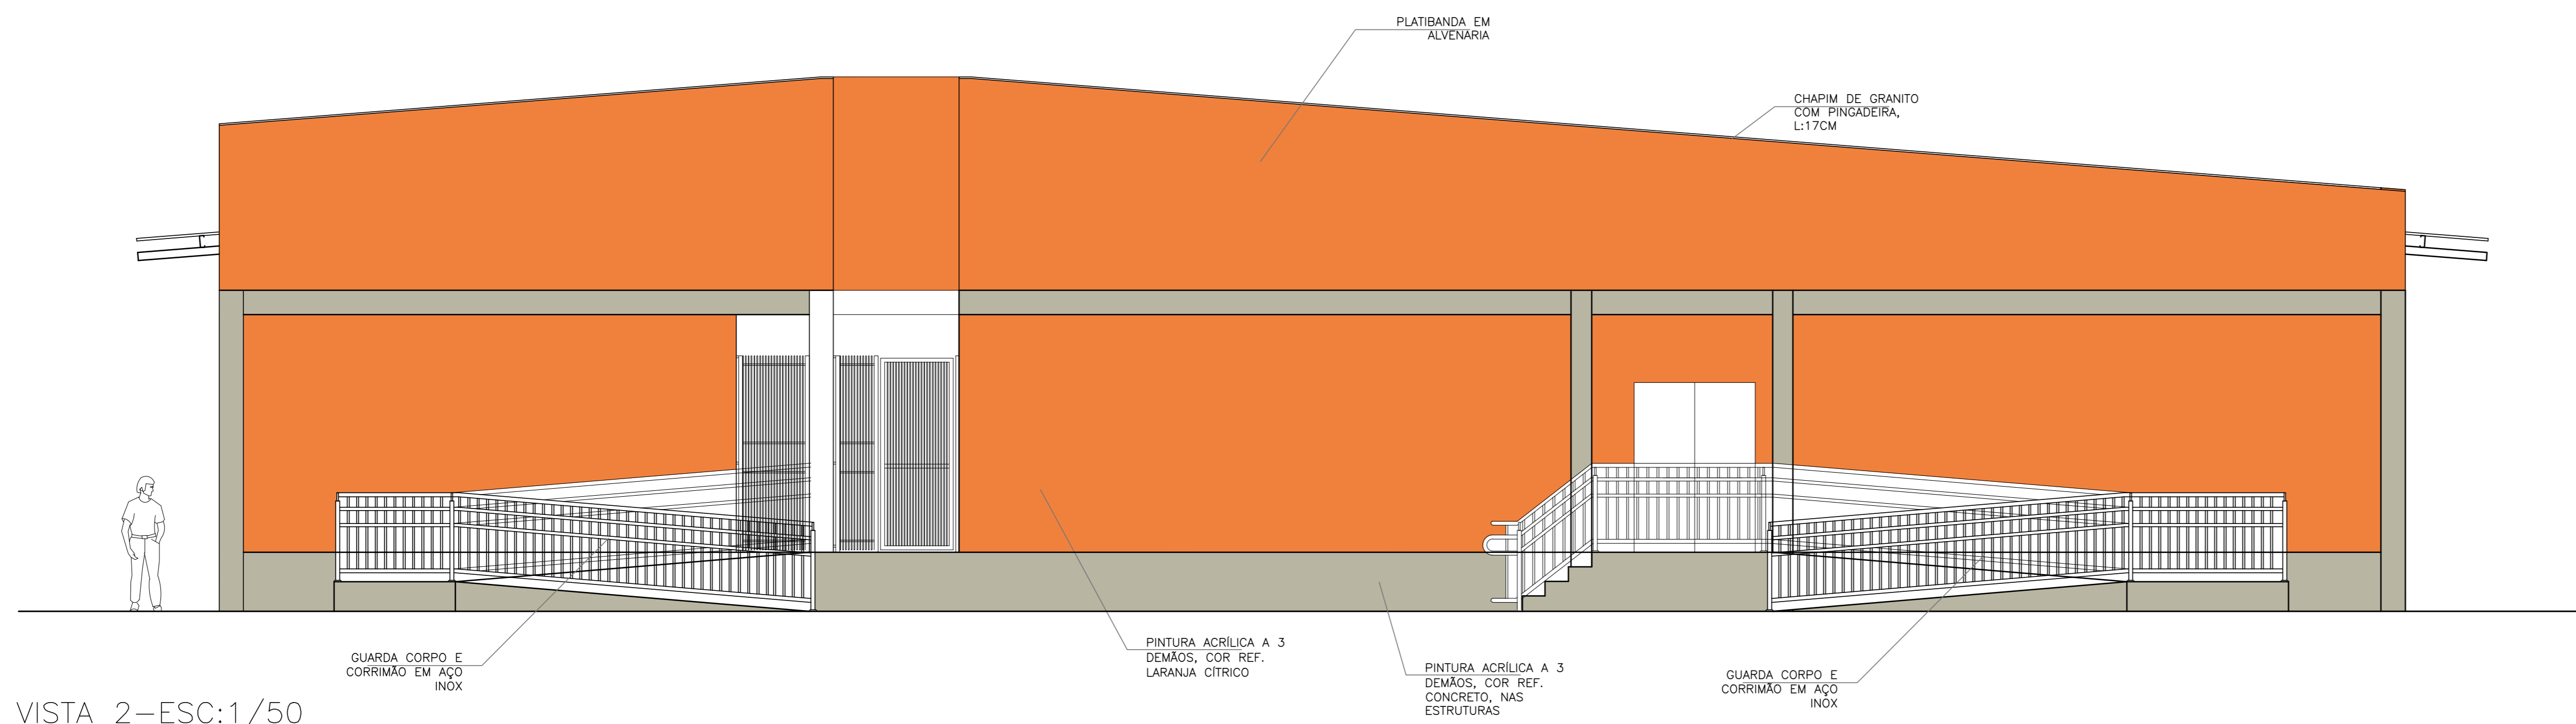 PLATIBANDA EM
ALVENARIA
CHAPIM DE GRANITO
COM PINGADEIRA,
L:17CM
GUARDA CORPO E
CORRIMÃO EM AÇO
INOX
PINTURA ACRÍLICA A 3
DEMÃOS, COR REF.
LARANJA CÍTRICO
PINTURA ACRÍLICA A 3
DEMÃOS, COR REF.
CONCRETO, NAS
ESTRUTURAS
GUARDA CORPO E
CORRIMÃO EM AÇO
INOX
VISTA 2-ESC:1/50